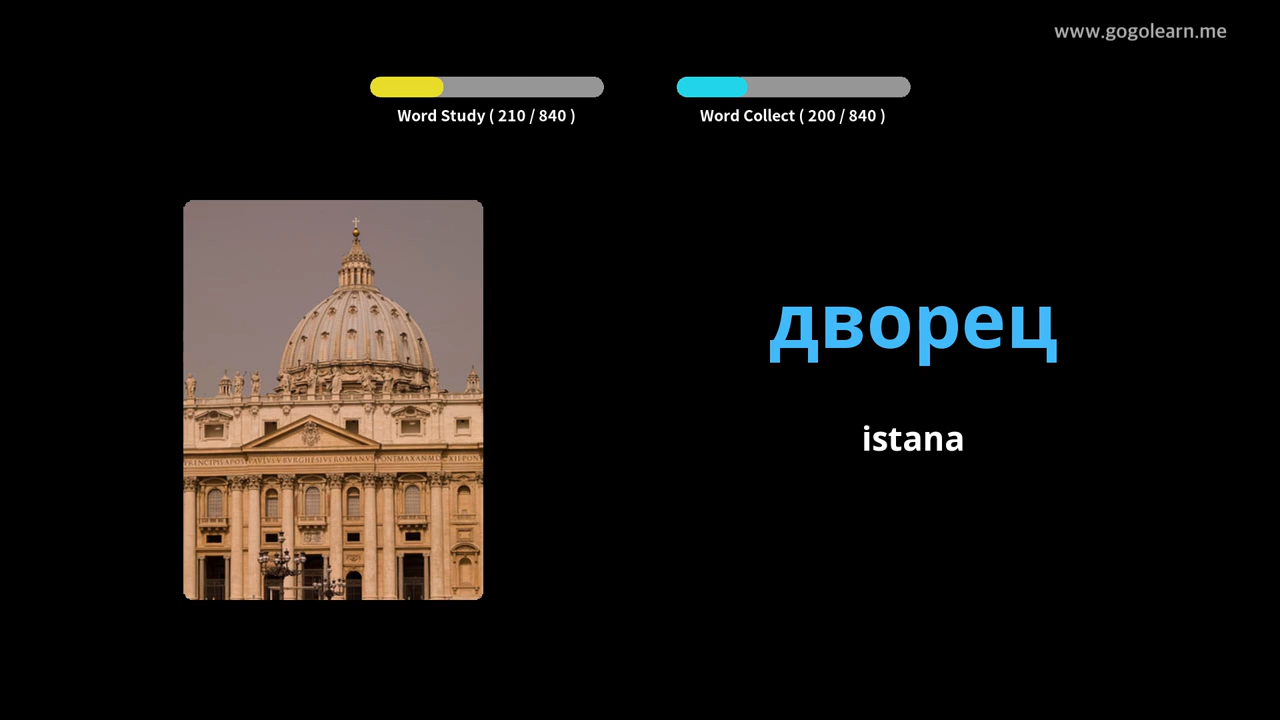 www.gogolearn.me
Word Study ( 210 / 840 )
Word Collect ( 200 / 840 )
дворец
istana